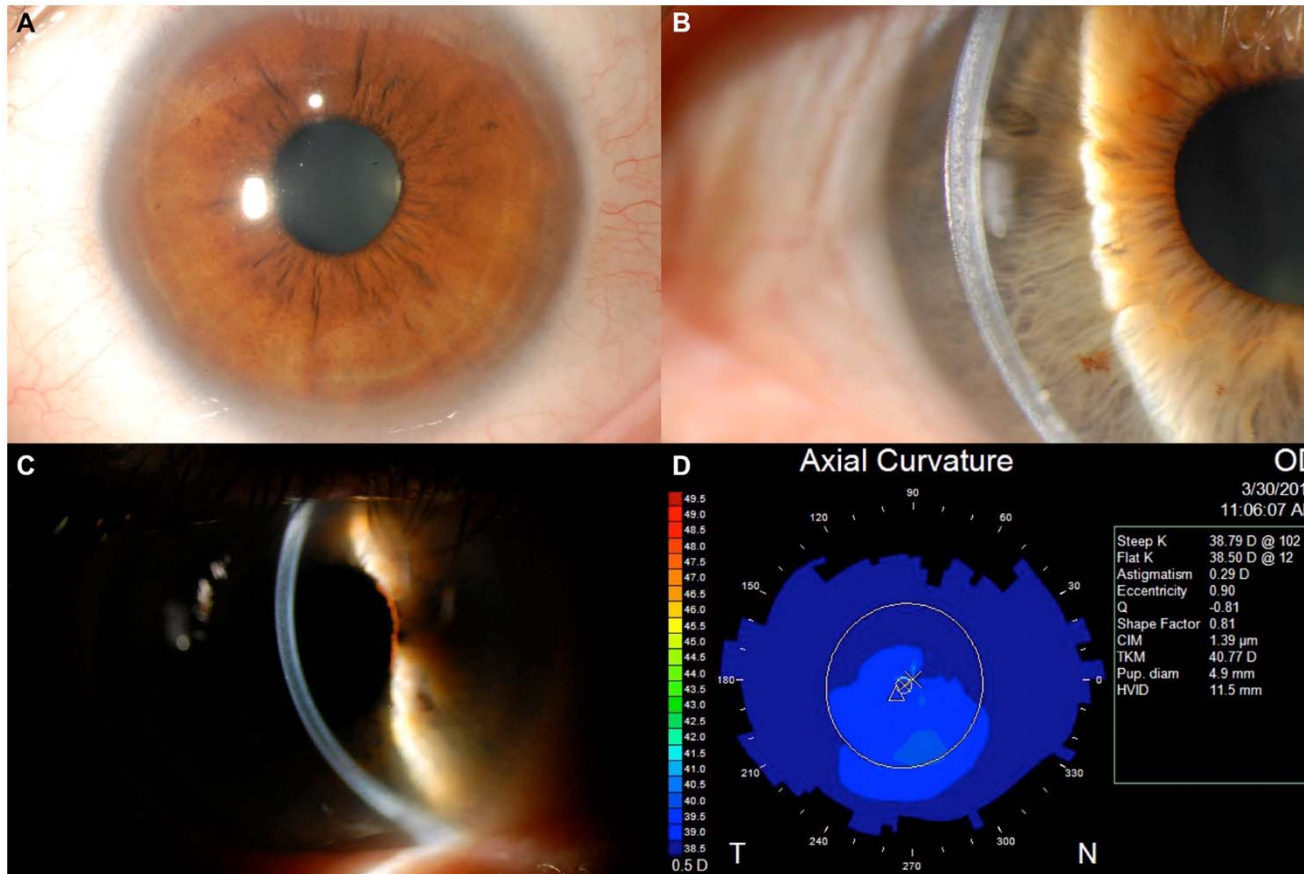 A
B
C
D
Axial Curvature
OD
3/30/201
11:06:07 A
49.5
49.0
48.5
48.0
47.5
47.0
46.5
46.0
45.5
45.0
44.5
44.0
43.5
43.0
42.5
42.0
41.5
41.0
40.5
40.0
39.5
39.0
38.5
0.5 D
90
120
60
150
30
180
0
210
330
240
300
270
T
N
Steep K 38.79 D @ 102
Flat K 38.50 D @ 12
Astigmatism 0.29 D
Eccentricity 0.90
Q -0.81
Shape Factor 0.81
CIM 1.39 µm
TKM 40.77 D
Pup. diam 4.9 mm
HVID 11.5 mm